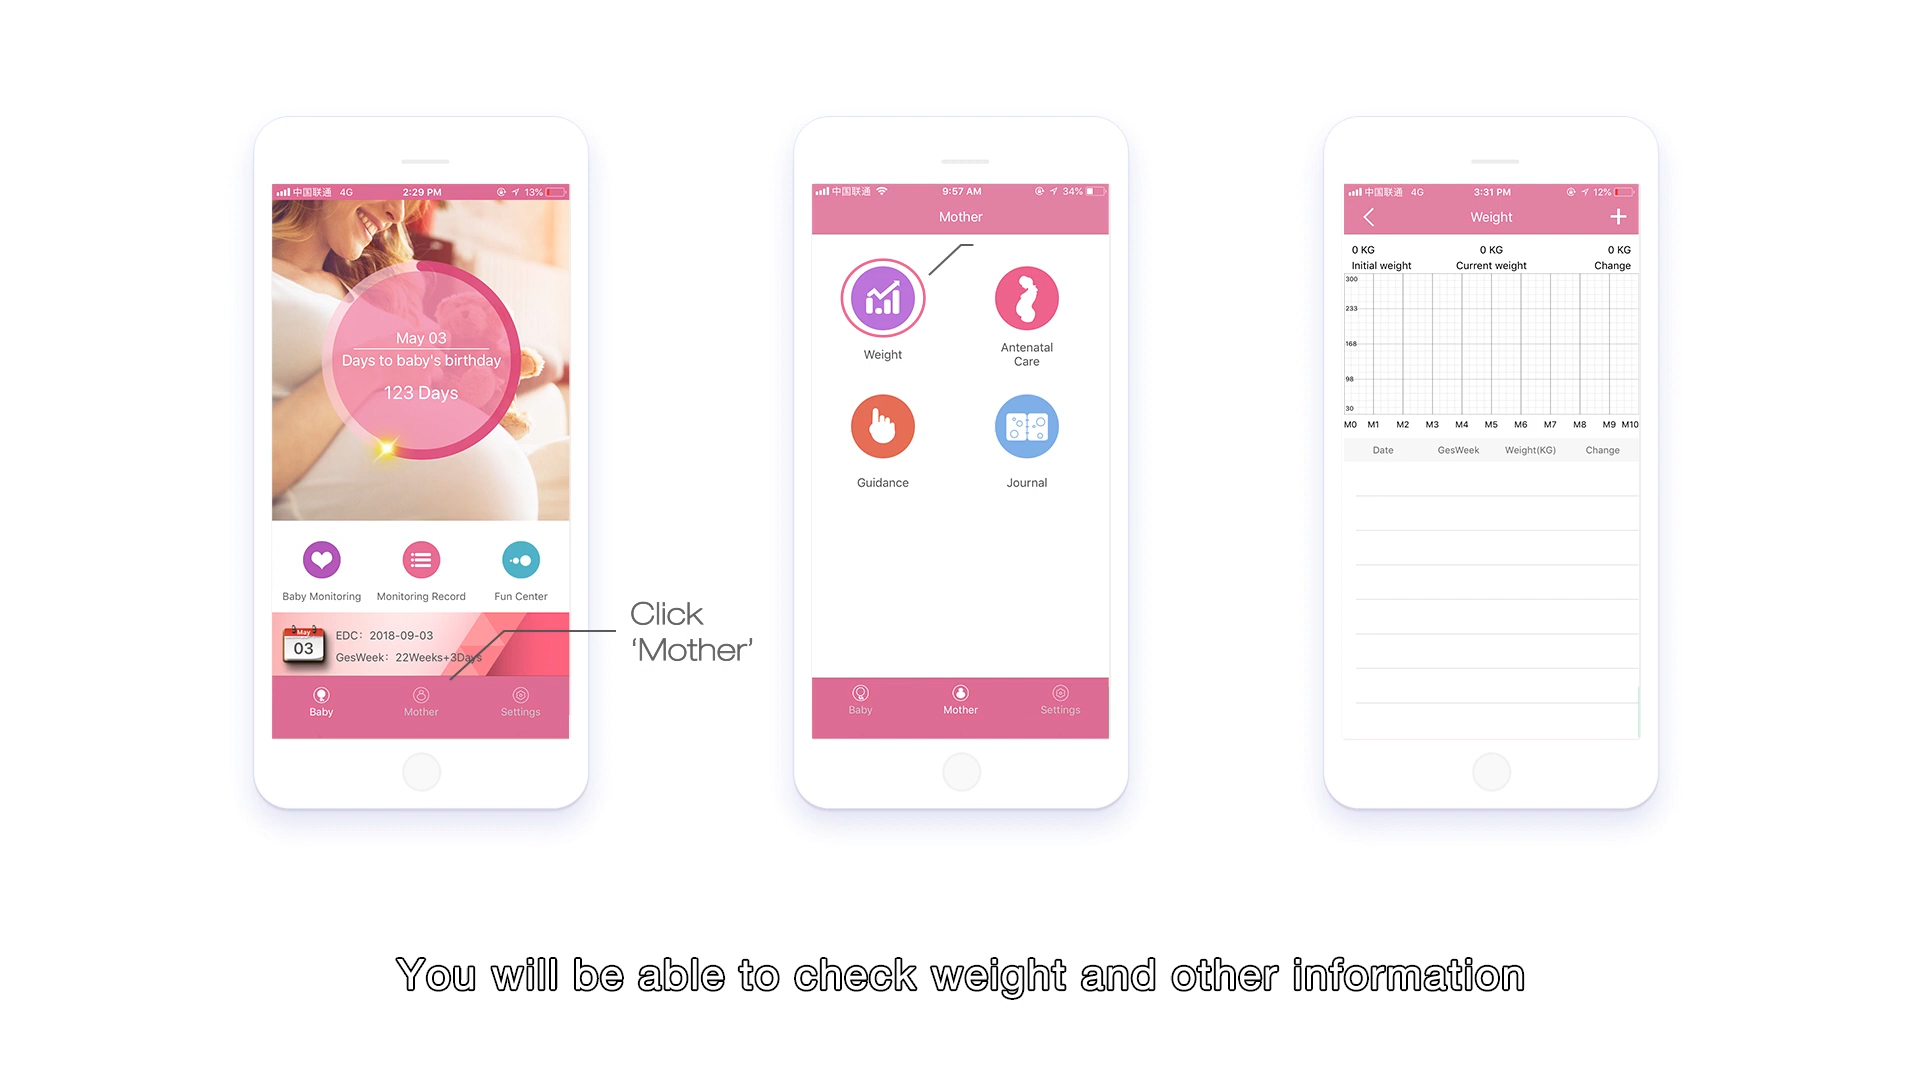 中国联通 4G 2:29 PM 13%
May 03
Days to baby's birthday
123 Days
Baby Monitoring Monitoring Record Fun Center
May
03
EDC: 2018-09-03
GesWeek: 22Weeks+3Days
Baby Mother Settings
Click
‘Mother’
中国联通 9:57 AM 34%
Mother
Weight
Antenatal
Care
Guidance
Journal
Baby Mother Settings
中国联通 4G 3:31 PM 12%
Weight
0 KG 0 KG 0 KG
Initial weight Current weight Change
300
233
168
98
30
M0 M1 M2 M3 M4 M5 M6 M7 M8 M9 M10
Date GesWeek Weight(KG) Change
You will be able to check weight and other information